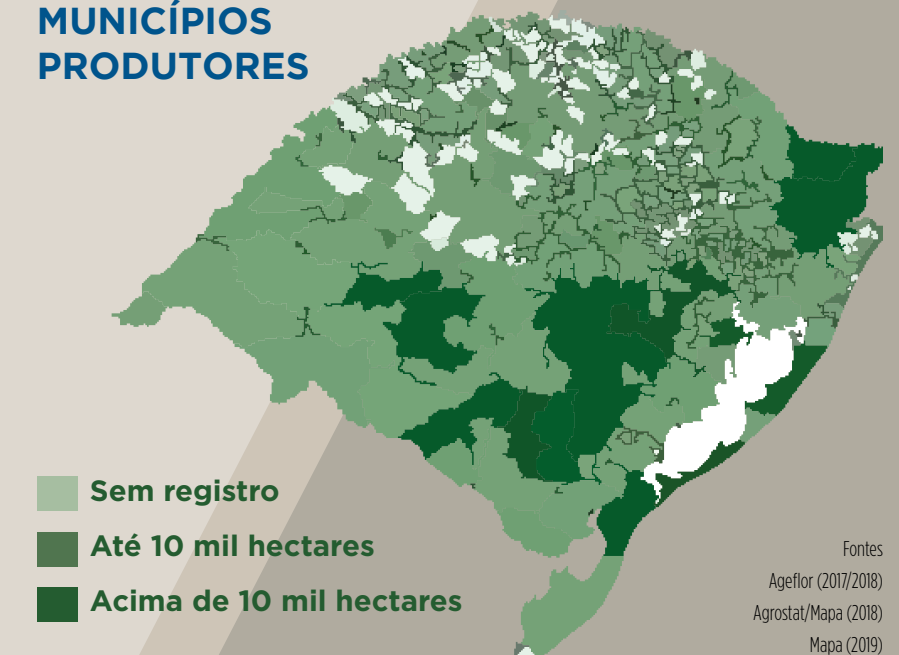 MUNICÍPIOS
PRODUTORES
Sem registro
Até 10 mil hectares
Acima de 10 mil hectares
Fontes
Ageflor (2017/2018)
Agrostat/Mapa (2018)
Mapa (2019)